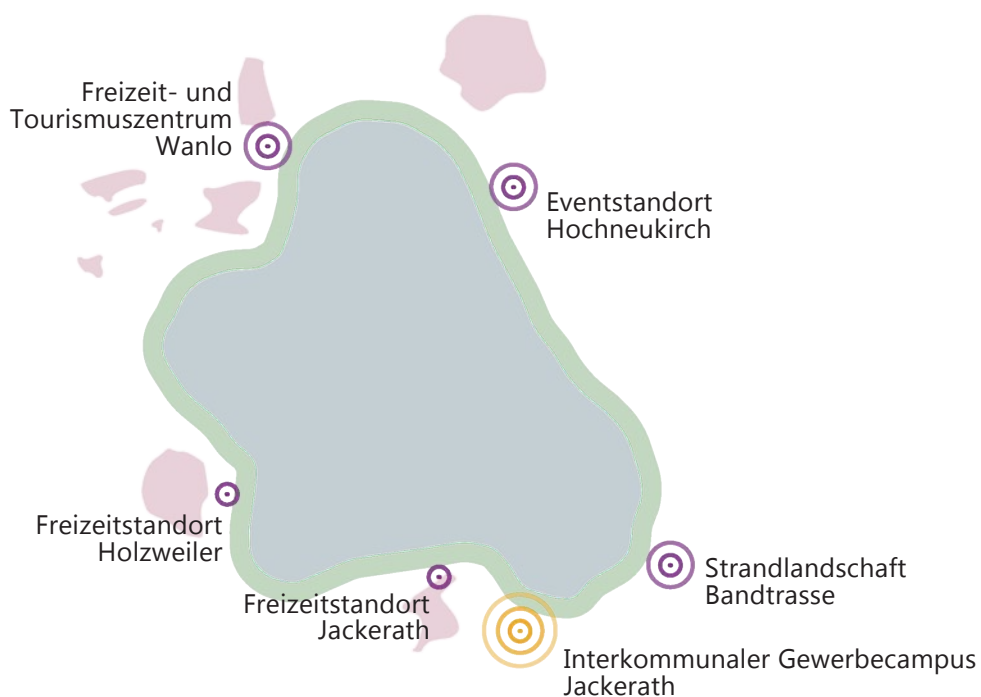 Freizeit- und
Tourismuszentrum
Wanlo
Eventstandort
Hochneukirch
Freizeitstandort
Holzweiler
Strandlandschaft
Bandtrasse
Freizeitstandort
Jackerath
Interkommunaler Gewerbecampus
Jackerath